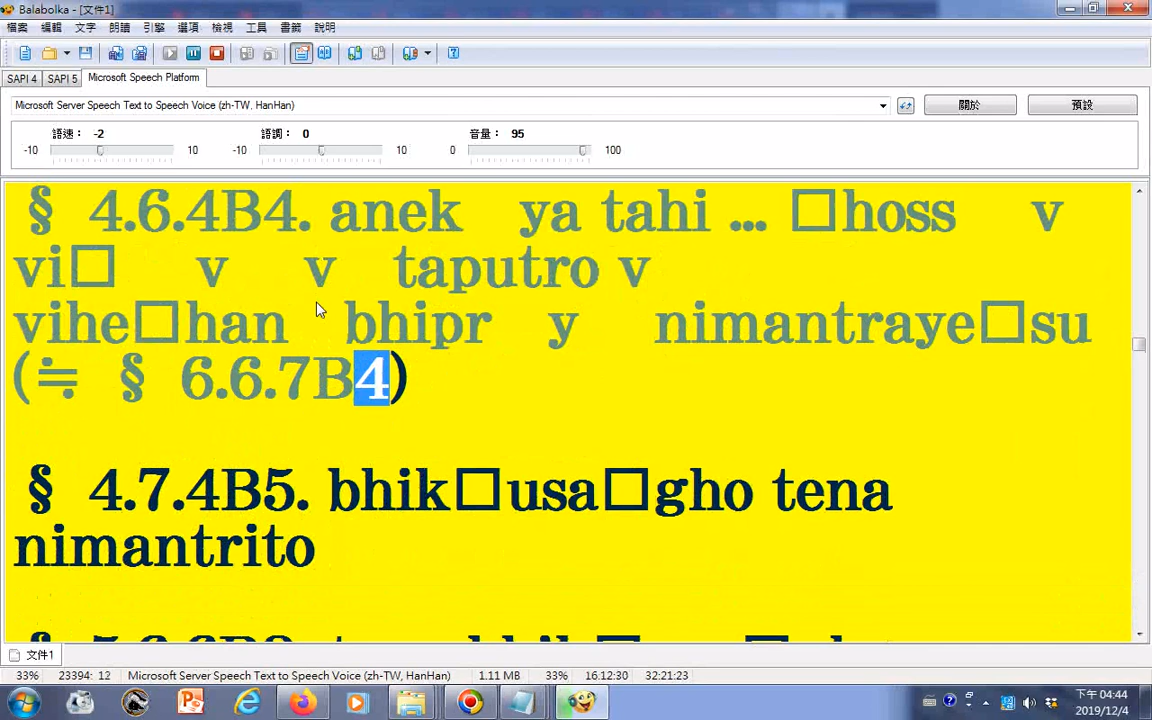 Balabolka - [文件1]
檔案 編輯 文字 朗讀 引擎 選項 檢視 工具 書籤 說明
SAPI 4 SAPI 5 Microsoft Speech Platform
Microsoft Server Speech Text to Speech Voice (zh-TW, HanHan) 關於 預設
語速： -2 語調： 0 音量： 95
-10 10 -10 10 0 100
§ 4.6.4B4. anek ya tahi ... □hoss v
vi□ v v taputro v
vihe□han bhipr y nimantraye□su
(≒ § 6.6.7B4)
§ 4.7.4B5. bhik□usa□gho tena
nimantrito
文件1
33% 23394: 12 Microsoft Server Speech Text to Speech Voice (zh-TW, HanHan) 1.11 MB 33% 16:12:30 32:21:23
下午 04:44
2019/12/4